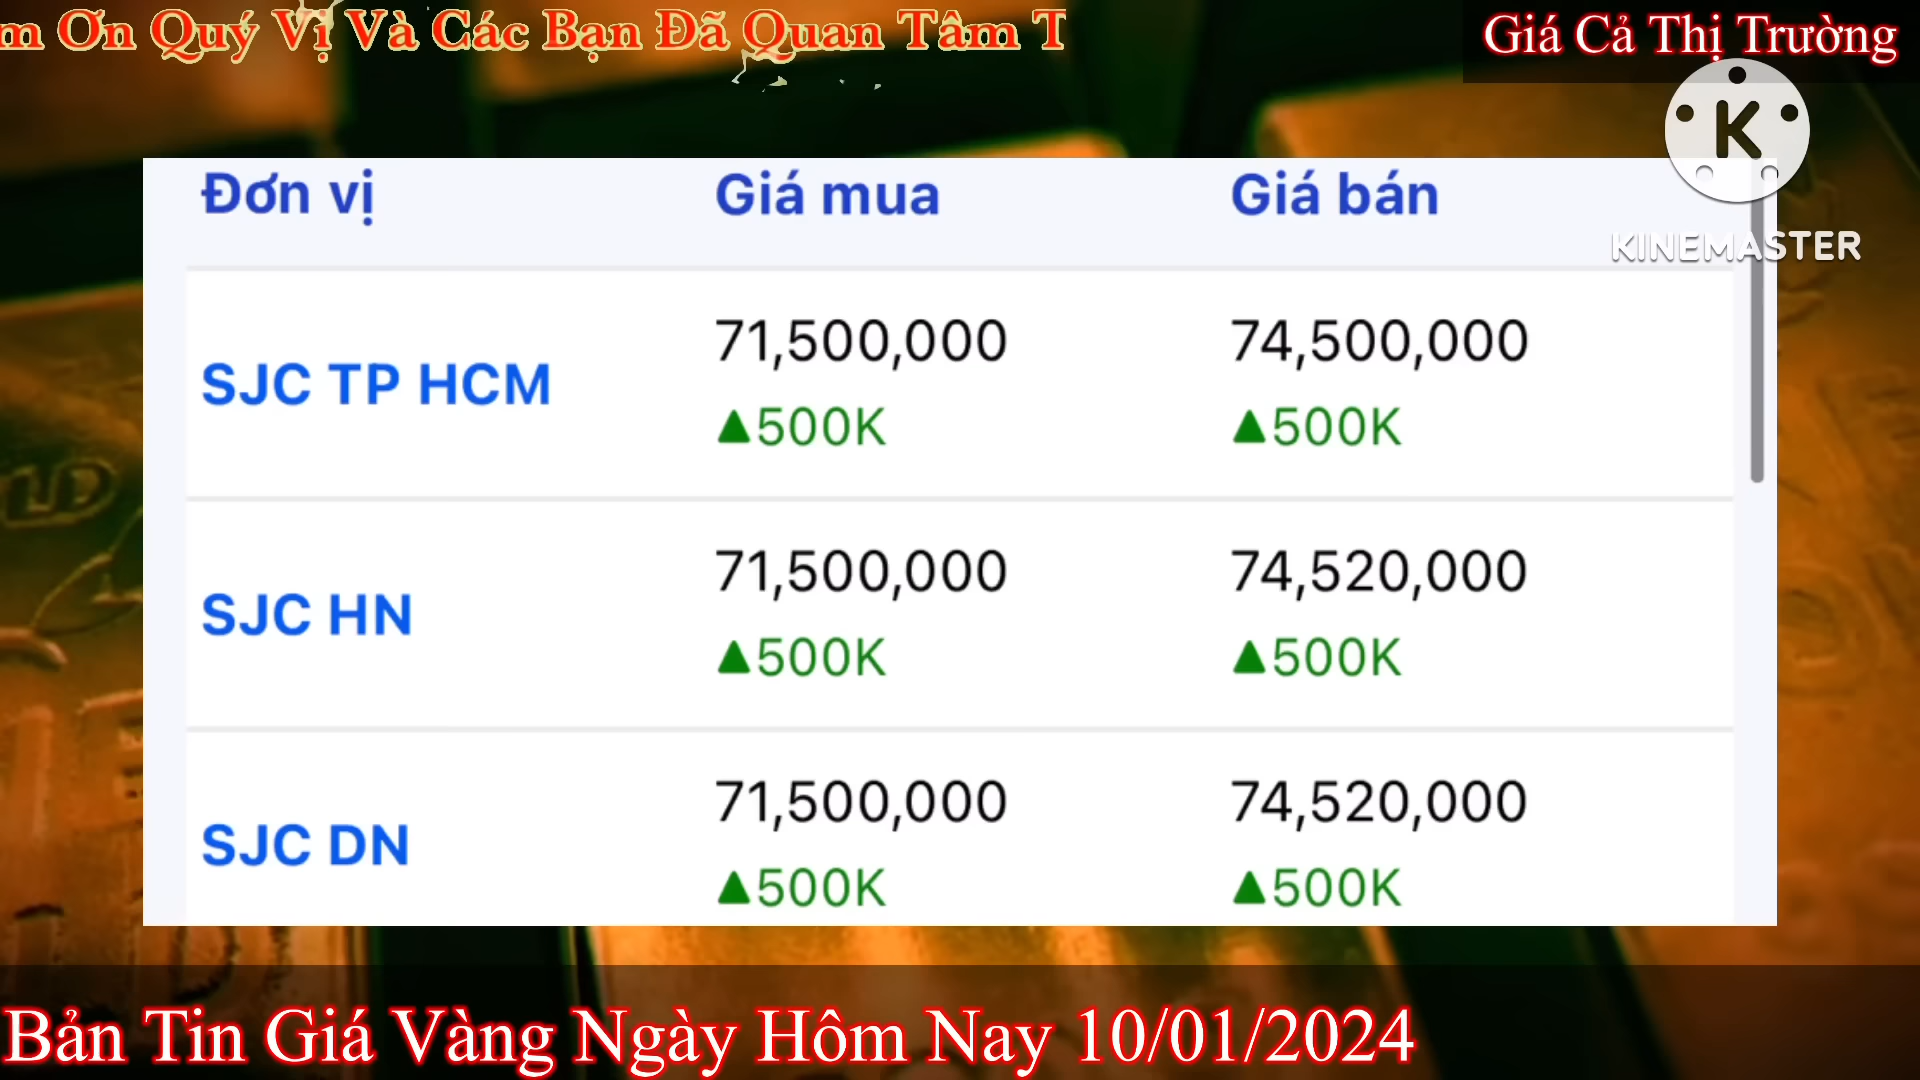 m Ơn Quý Vị Và Các Bạn Đã Quan Tâm T
Giá Cả Thị Trường
K
KINEMASTER
Đơn vị Giá mua Giá bán
SJC TP HCM 71,500,000 74,500,000
▲500K ▲500K
SJC HN 71,500,000 74,520,000
▲500K ▲500K
SJC DN 71,500,000 74,520,000
▲500K ▲500K
Bản Tin Giá Vàng Ngày Hôm Nay 10/01/2024